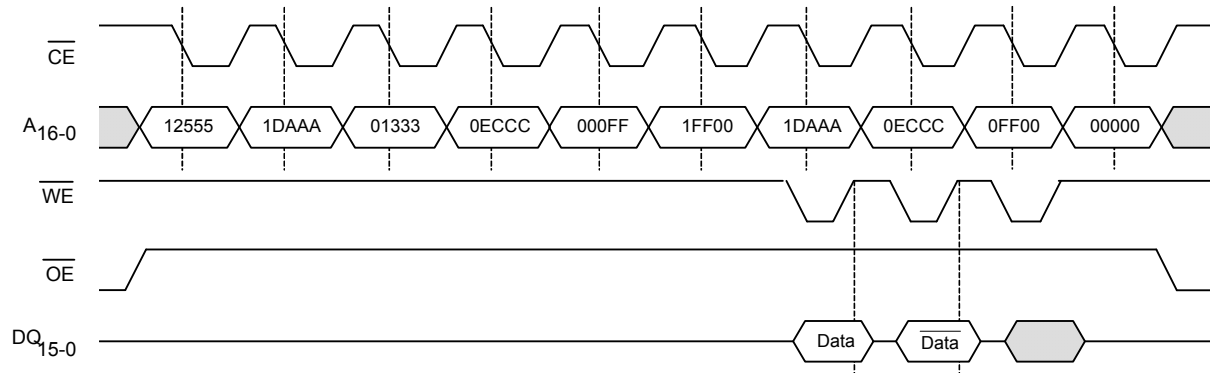 CE
A16-0 12555 1DAAA 01333 0ECCC 000FF 1FF00 1DAAA 0ECCC 0FF00 00000
WE
OE
DQ15-0 Data Data